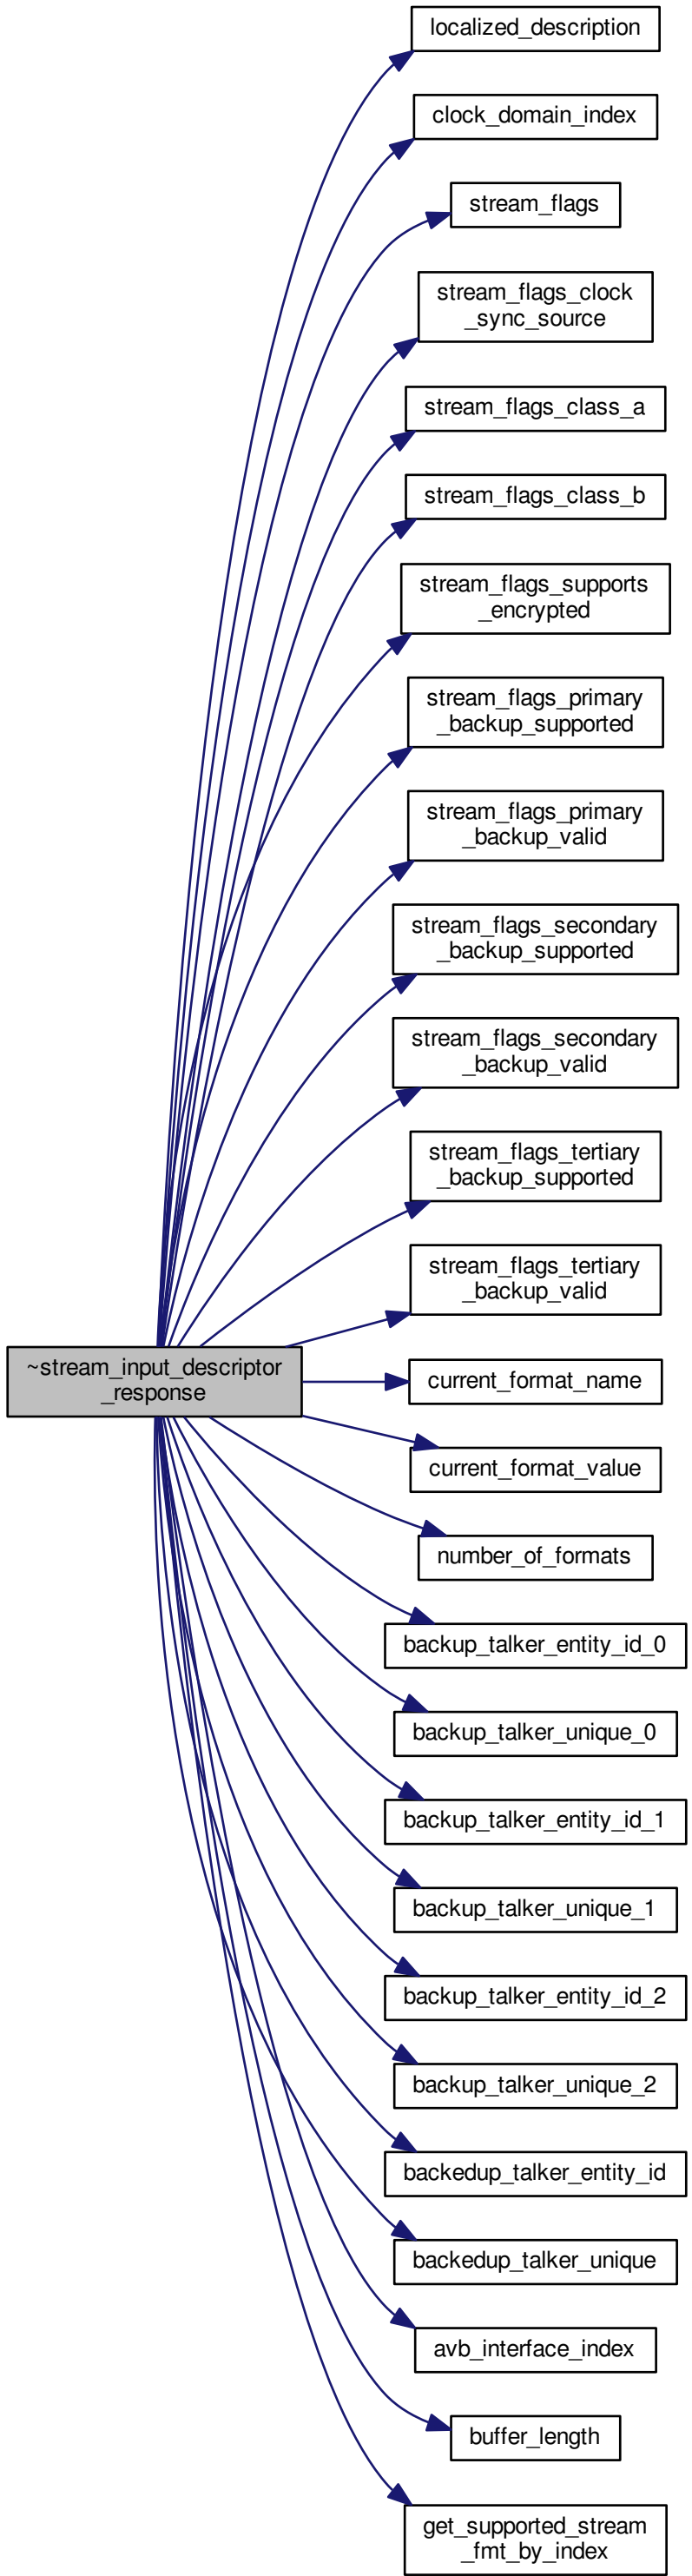 localized_description
clock_domain_index
stream_flags
stream_flags_clock
_sync_source
stream_flags_class_a
stream_flags_class_b
stream_flags_supports
_encrypted
stream_flags_primary
_backup_supported
stream_flags_primary
_backup_valid
stream_flags_secondary
_backup_supported
stream_flags_secondary
_backup_valid
stream_flags_tertiary
_backup_supported
stream_flags_tertiary
_backup_valid
~stream_input_descriptor
_response
current_format_name
current_format_value
number_of_formats
backup_talker_entity_id_0
backup_talker_unique_0
backup_talker_entity_id_1
backup_talker_unique_1
backup_talker_entity_id_2
backup_talker_unique_2
backedup_talker_entity_id
backedup_talker_unique
avb_interface_index
buffer_length
get_supported_stream
_fmt_by_index